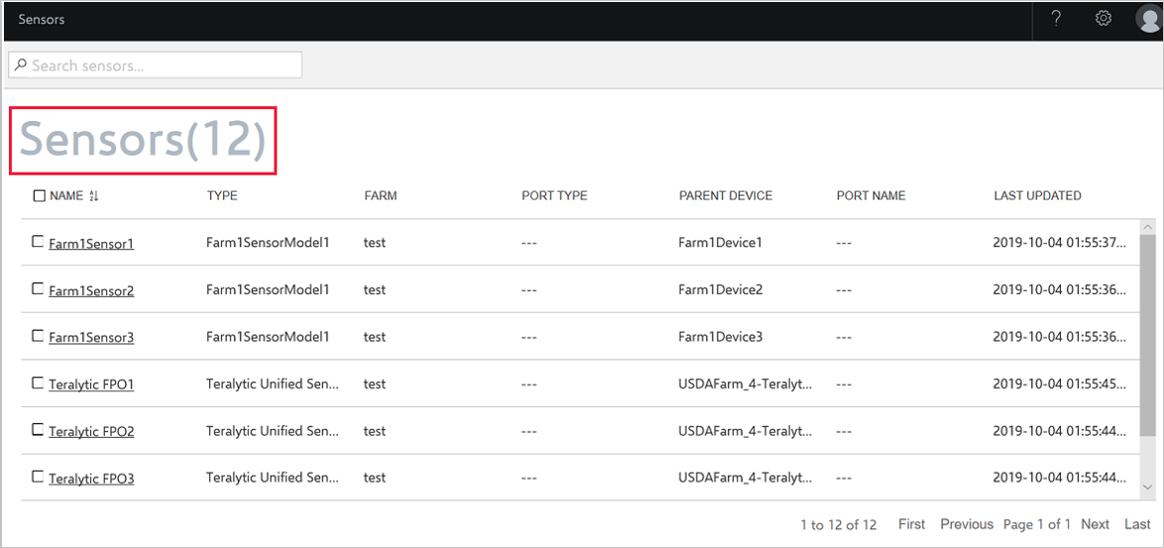 Sensors
?
Search sensors...
Sensors(12)
NAME TYPE FARM PORT TYPE PARENT DEVICE PORT NAME LAST UPDATED
Farm1Sensor1 Farm1SensorModel1 test --- Farm1Device1 --- 2019-10-04 01:55:37...
Farm1Sensor2 Farm1SensorModel1 test --- Farm1Device2 --- 2019-10-04 01:55:36...
Farm1Sensor3 Farm1SensorModel1 test --- Farm1Device3 --- 2019-10-04 01:55:36...
Teralytic FPO1 Teralytic Unified Sen... test --- USDAFarm_4-Teralyt... --- 2019-10-04 01:55:45...
Teralytic FPO2 Teralytic Unified Sen... test --- USDAFarm_4-Teralyt... --- 2019-10-04 01:55:44...
Teralytic FPO3 Teralytic Unified Sen... test --- USDAFarm_4-Teralyt... --- 2019-10-04 01:55:44...
1 to 12 of 12 First Previous Page 1 of 1 Next Last